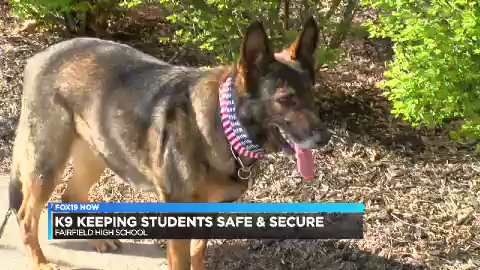 FOX19 NOW
K9 KEEPING STUDENTS SAFE & SECURE
FAIRFIELD HIGH SCHOOL